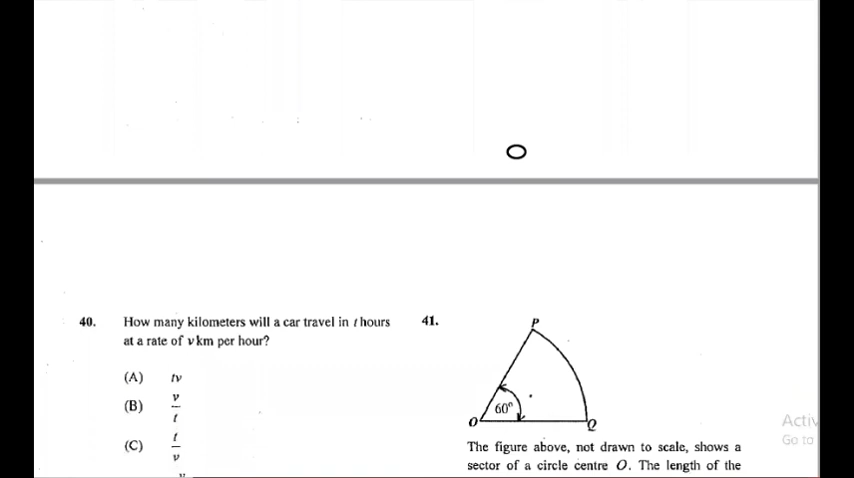 40. How many kilometers will a car travel in t hours
at a rate of v km per hour?
(A) tv
(B) v/t
(C) t/v
v
41.
P
60°
O
Q
The figure above, not drawn to scale, shows a
sector of a circle centre O. The length of the
Activ
Go to